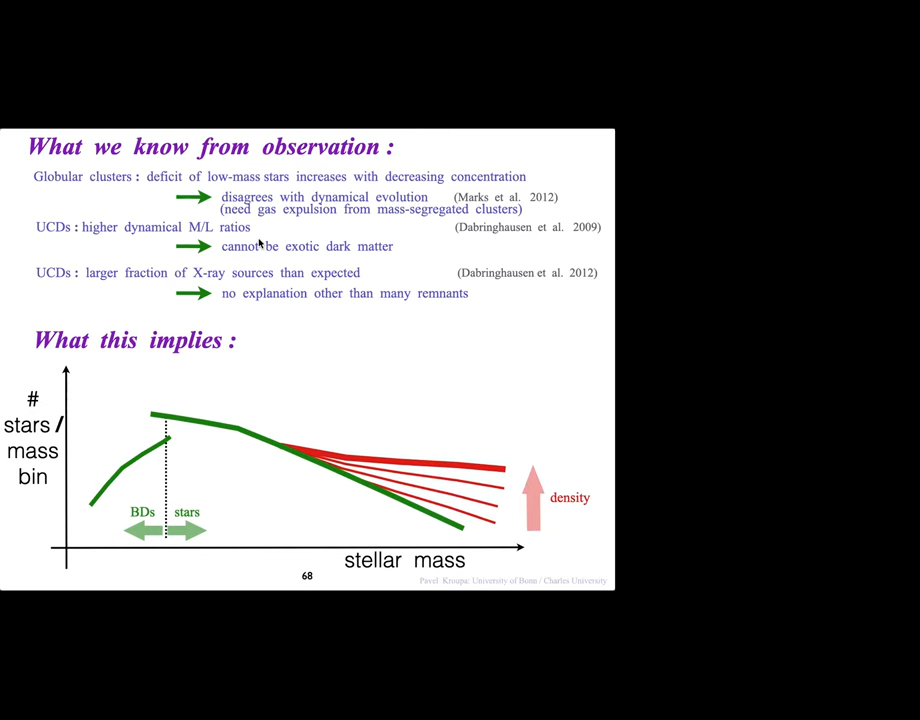 What we know from observation :
Globular clusters : deficit of low-mass stars increases with decreasing concentration
disagrees with dynamical evolution (Marks et al. 2012)
(need gas expulsion from mass-segregated clusters)
UCDs : higher dynamical M/L ratios (Dabringhausen et al. 2009)
cannot be exotic dark matter
UCDs : larger fraction of X-ray sources than expected (Dabringhausen et al. 2012)
no explanation other than many remnants
What this implies :
#
stars /
mass
bin
density
BDs stars
stellar mass
68
Pavel Kroupa: University of Bonn / Charles University